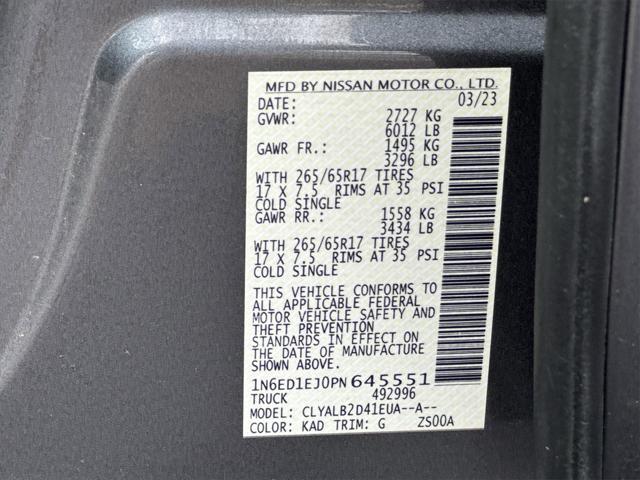 MFD BY NISSAN MOTOR CO., LTD.
DATE: 03/23
GVWR: 2727 KG
6012 LB
GAWR FR.: 1495 KG
3296 LB
WITH 265/65R17 TIRES
17 X 7.5 RIMS AT 35 PSI
COLD SINGLE
GAWR RR.: 1558 KG
3434 LB
WITH 265/65R17 TIRES
17 X 7.5 RIMS AT 35 PSI
COLD SINGLE
THIS VEHICLE CONFORMS TO
ALL APPLICABLE FEDERAL
MOTOR VEHICLE SAFETY AND
THEFT PREVENTION
STANDARDS IN EFFECT ON
THE DATE OF MANUFACTURE
SHOWN ABOVE.
1N6ED1EJ0PN645551
TRUCK 492996
MODEL: CLYALB2D41EUA--A--
COLOR: KAD TRIM: G ZS00A